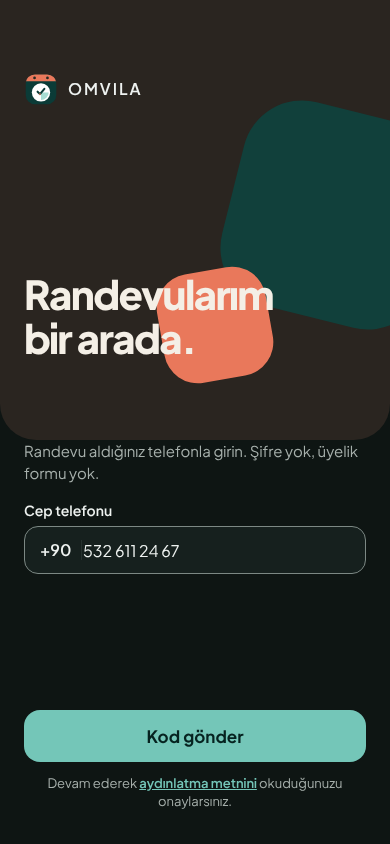 OMVILA
Randevularım
bir arada.
Randevu aldığınız telefonla girin. Şifre yok, üyelik
formu yok.
Cep telefonu
+90 532 611 24 67
Kod gönder
Devam ederek aydınlatma metnini okuduğunuzu
onaylarsınız.